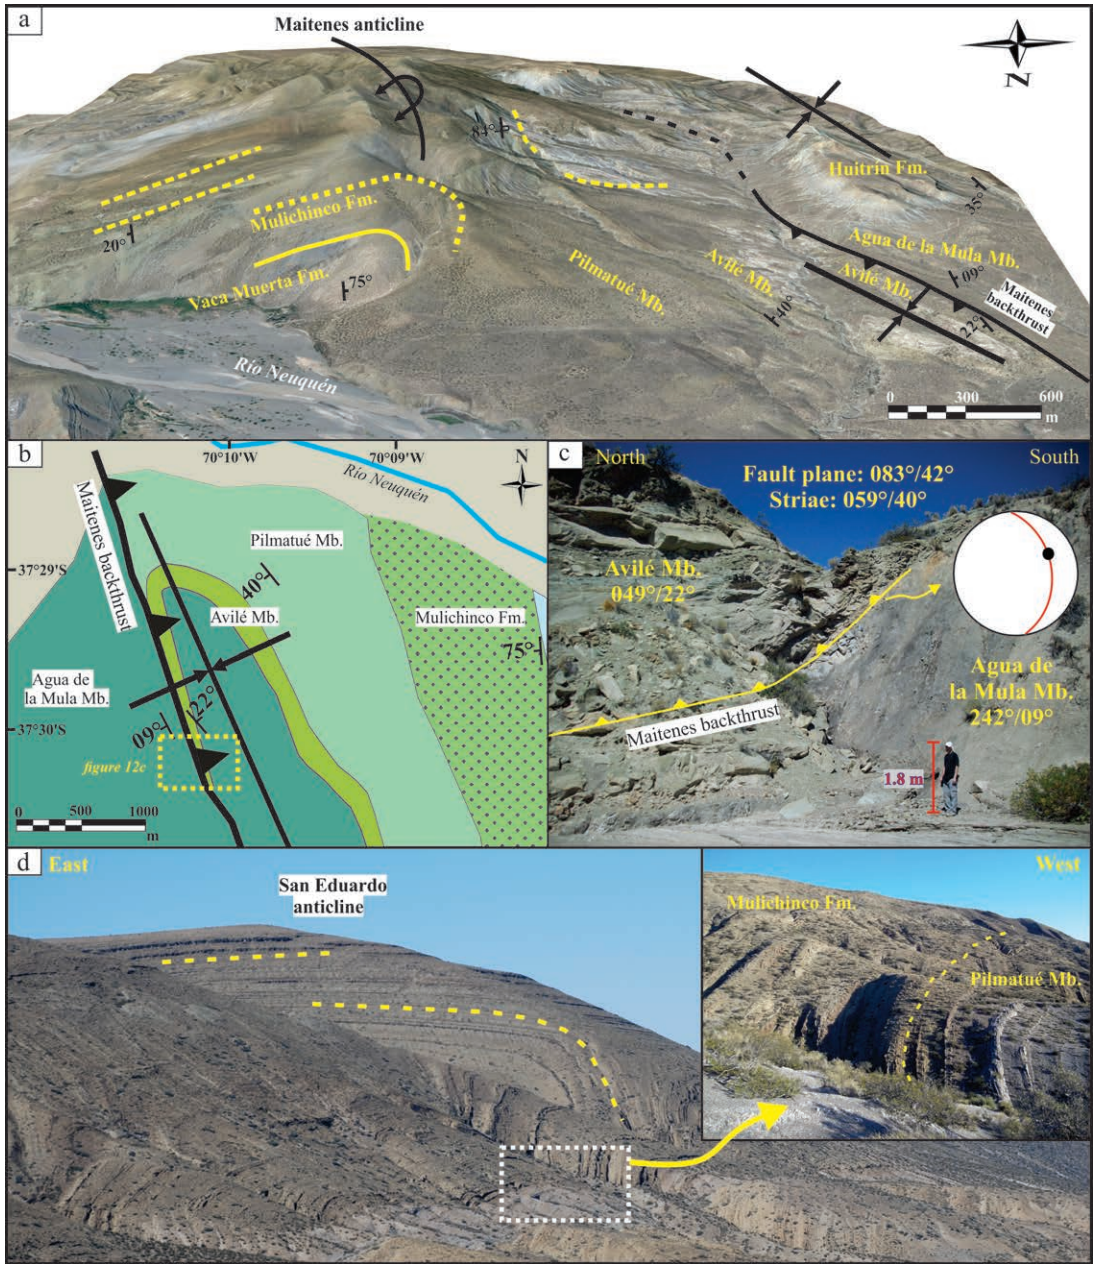 a
Maitenes anticline
N
84°
Huitrín Fm.
35°
20°
Mulichinco Fm.
Agua de la Mula Mb.
Vaca Muerta Fm.
75°
Pilmatué Mb.
Avilé Mb.
40°
Avilé Mb.
09°
22°
Maitenes
backthrust
Río Neuquén
0 300 600
m
b
70°10'W
70°09'W
N
Río Neuquén
Maitenes backthrust
Pilmatué Mb.
37°29'S
40°
Avilé Mb.
Mulichinco Fm.
75°
Agua de
la Mula Mb.
22°
09°
37°30'S
figure 12c
0 500 1000
m
c
North
South
Fault plane: 083°/42°
Striae: 059°/40°
Avilé Mb.
049°/22°
Agua de
la Mula Mb.
242°/09°
Maitenes backthrust
1.8 m
d
East
San Eduardo
anticline
West
Mulichinco Fm.
Pilmatué Mb.